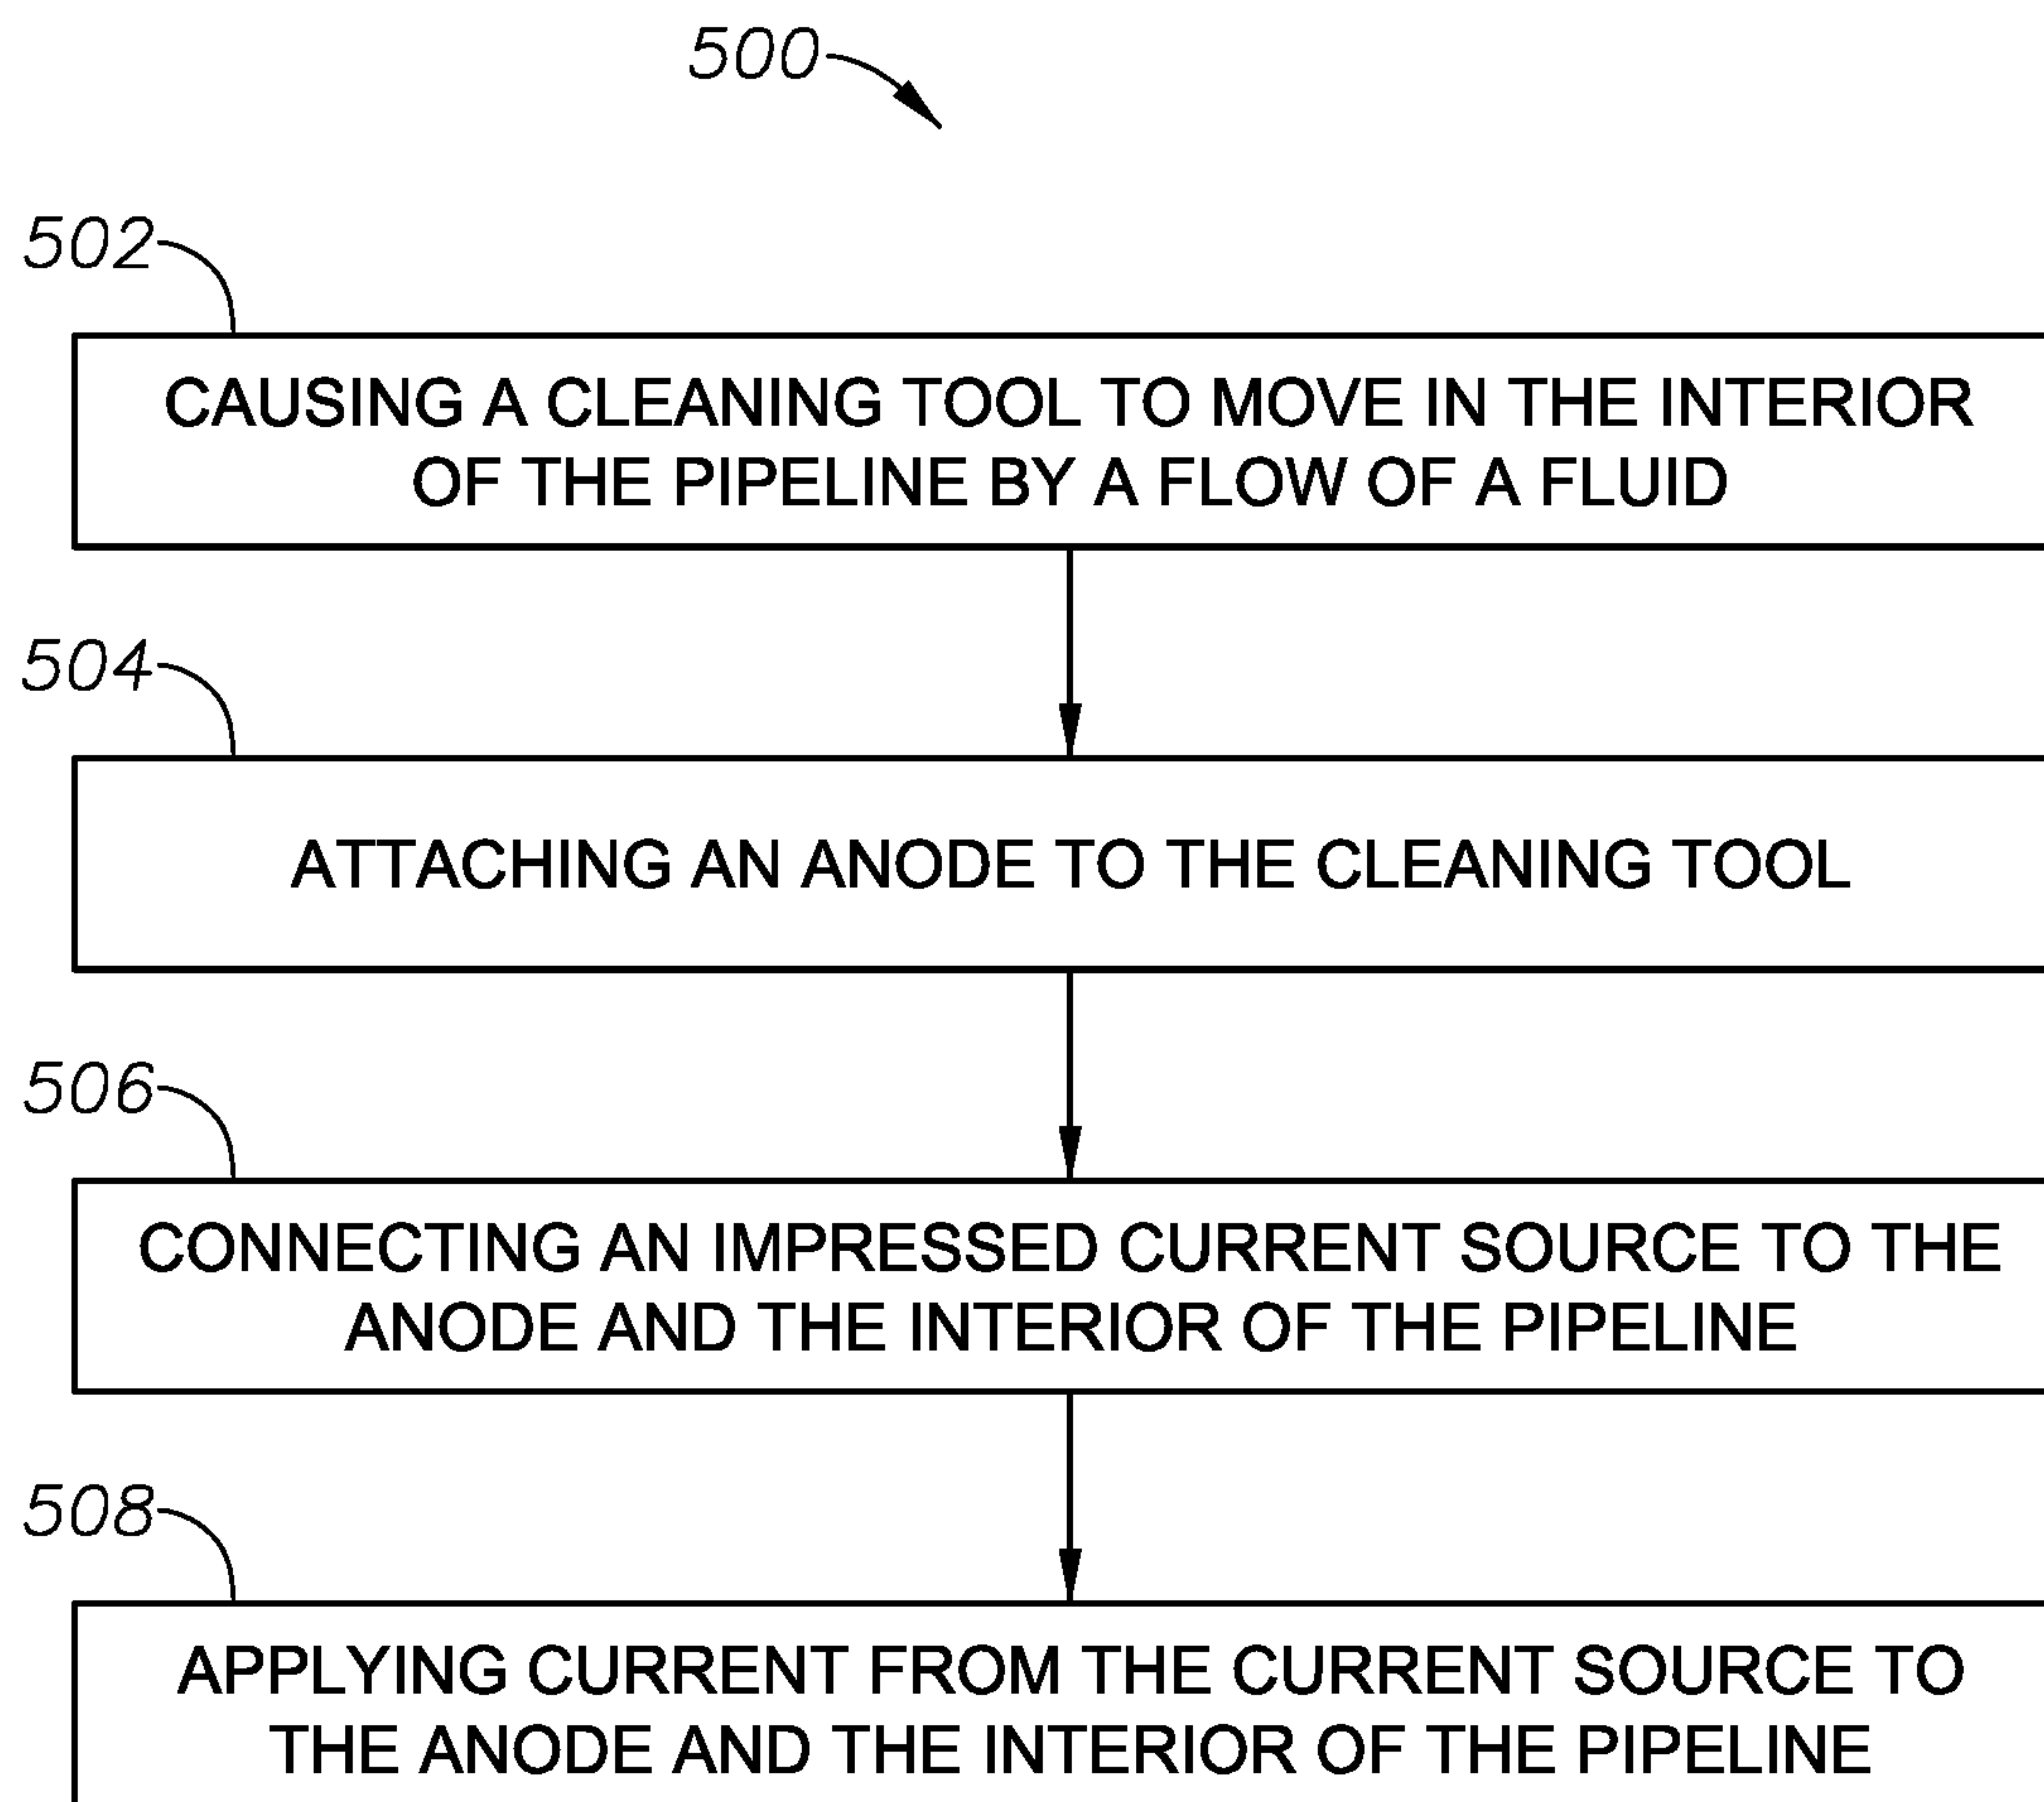 500
502
CAUSING A CLEANING TOOL TO MOVE IN THE INTERIOR
OF THE PIPELINE BY A FLOW OF A FLUID
504
ATTACHING AN ANODE TO THE CLEANING TOOL
506
CONNECTING AN IMPRESSED CURRENT SOURCE TO THE
ANODE AND THE INTERIOR OF THE PIPELINE
508
APPLYING CURRENT FROM THE CURRENT SOURCE TO
THE ANODE AND THE INTERIOR OF THE PIPELINE